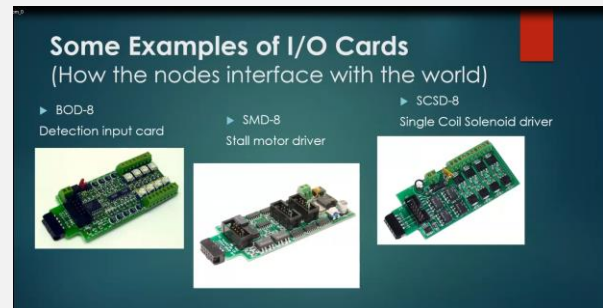 Some Examples of I/O Cards
(How the nodes interface with the world)
BOD-8
Detection input card
SMD-8
Stall motor driver
SCSD-8
Single Coil Solenoid driver